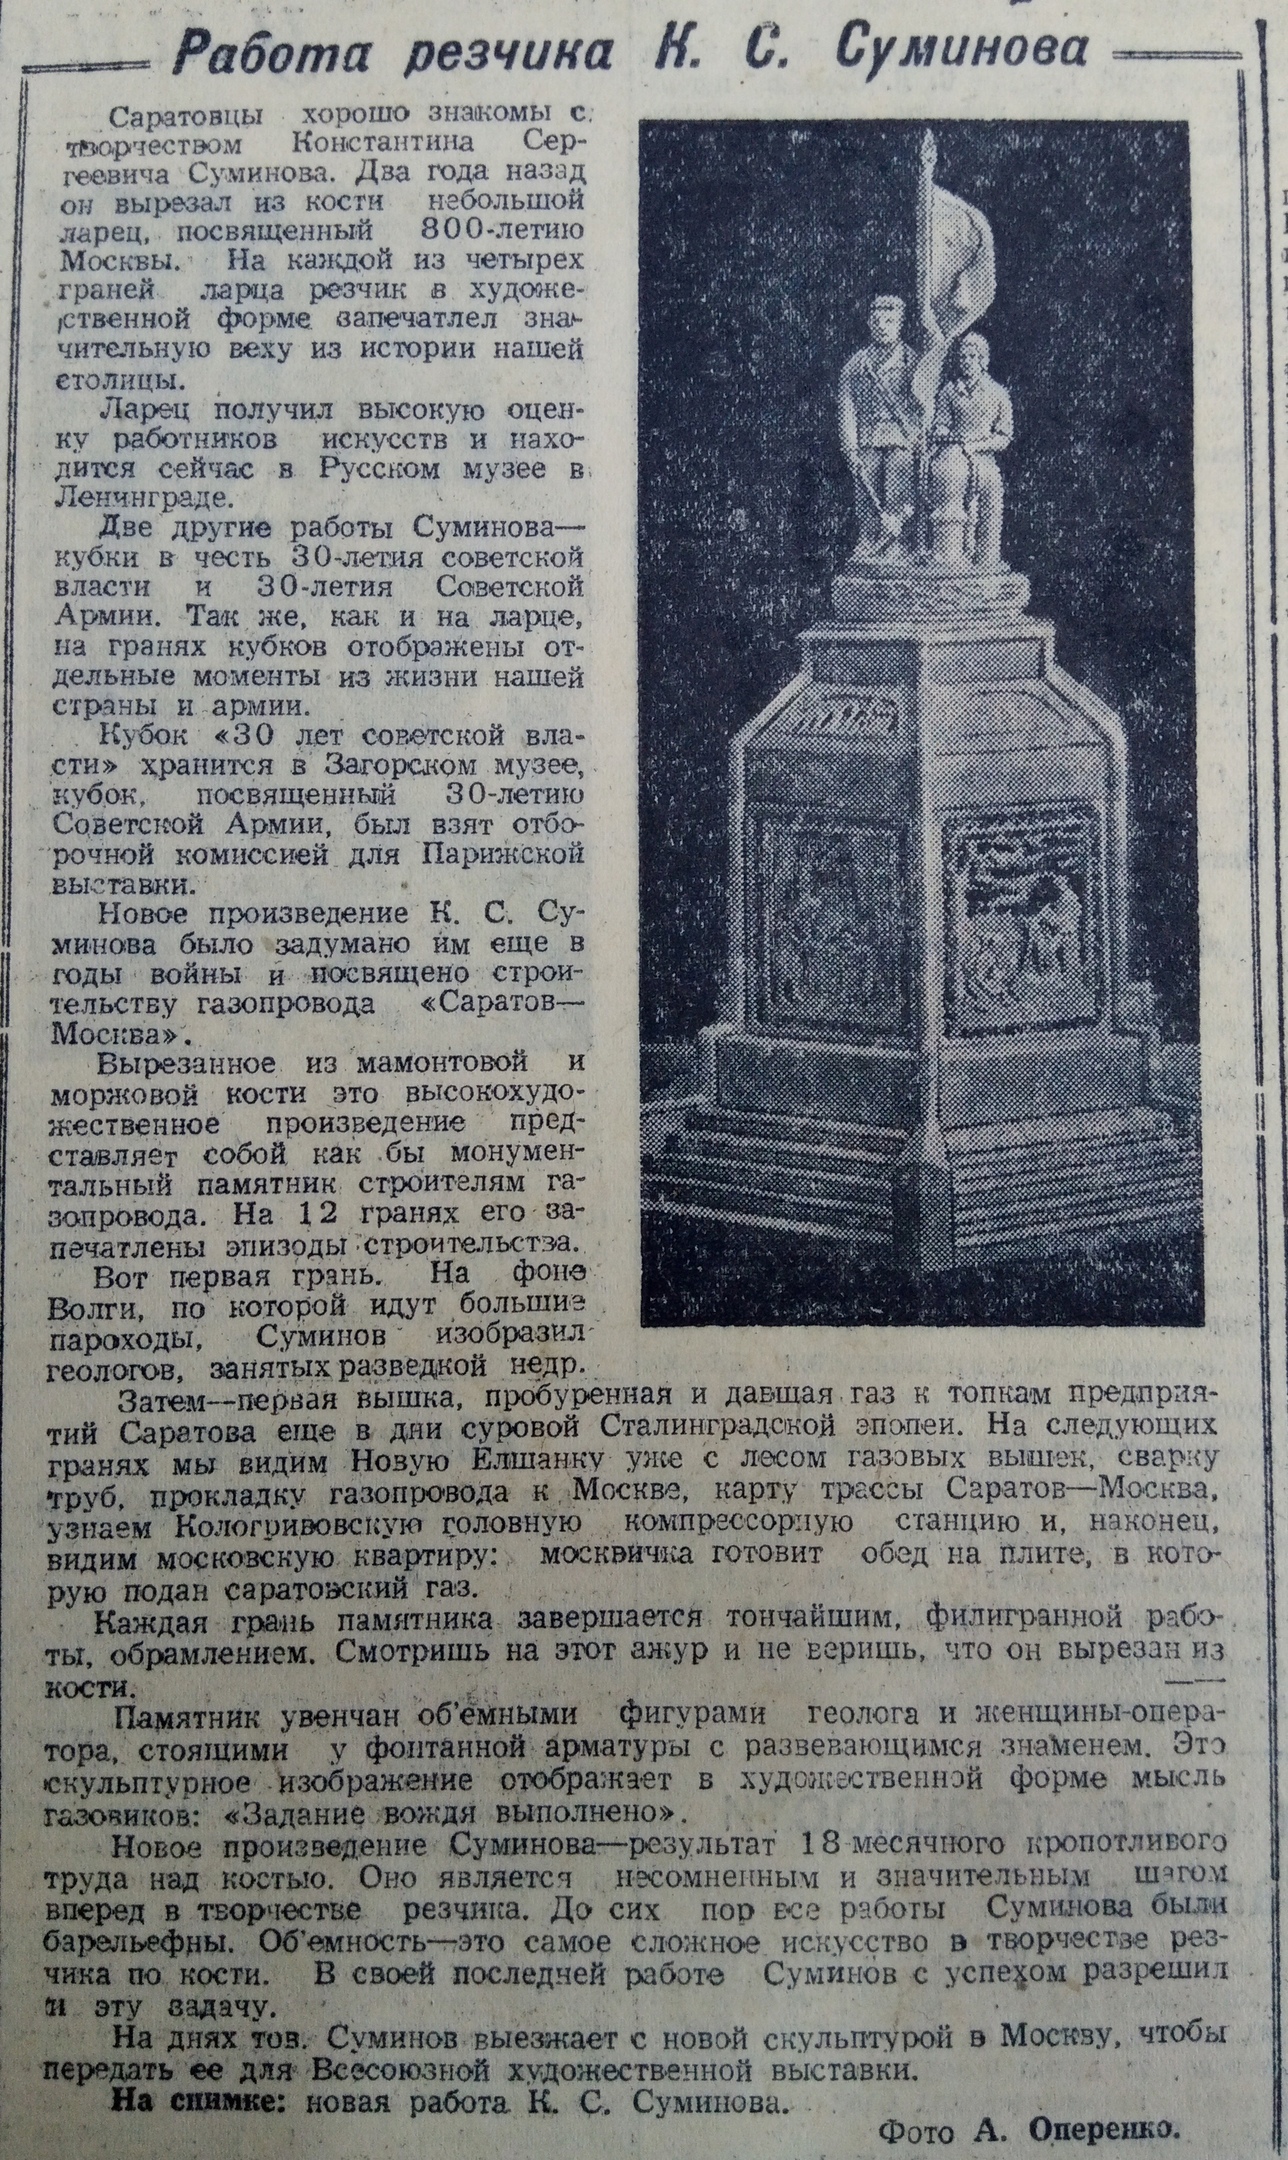 Работа резчика К. С. Суминова
Саратовцы хорошо знакомы с
творчеством Константина Сер-
геевича Суминова. Два года назад
он вырезал из кости небольшой
ларец, посвященный 800-летию
Москвы. На каждой из четырех
граней ларца резчик в художе-
ственной форме запечатлел зна-
чительную веху из истории нашей
столицы.
Ларец получил высокую оцен-
ку работников искусств и нахо-
дится сейчас в Русском музее в
Ленинграде.
Две другие работы Суминова—
кубки в честь 30-летия советской
власти и 30-летия Советской
Армии. Так же, как и на ларце,
на гранях кубков отображены от-
дельные моменты из жизни нашей
страны и армии.
Кубок «30 лет советской вла-
сти» хранится в Загорском музее,
кубок, посвященный 30-летию
Советской Армии, был взят отбо-
рочной комиссией для Парижской
выставки.
Новое произведение К. С. Су-
минова было задумано им еще в
годы войны и посвящено строи-
тельству газопровода «Саратов—
Москва».
Вырезанное из мамонтовой и
моржовой кости это высокохудо-
жественное произведение пред-
ставляет собой как бы монумен-
тальный памятник строителям га-
зопровода. На 12 гранях его за-
печатлены эпизоды строительства.
Вот первая грань. На фоне
Волги, по которой идут большие
пароходы, Суминов изобразил
геологов, занятых разведкой недр.
Затем—первая вышка, пробуренная и давшая газ к топкам предприя-
тий Саратова еще в дни суровой Сталинградской эпопеи. На следующих
гранях мы видим Новую Елшанку уже с лесом газовых вышек, сварку
труб, прокладку газопровода к Москве, карту трассы Саратов—Москва,
узнаем Кологривовскую головную компрессорную станцию и, наконец,
видим московскую квартиру: москвичка готовит обед на плите, в кото-
рую подан саратовский газ.
Каждая грань памятника завершается тончайшим, филигранной рабо-
ты, обрамлением. Смотришь на этот ажур и не веришь, что он вырезан из
кости.
Памятник увенчан об'емными фигурами геолога и женщины-опера-
тора, стоящими у фонтанной арматуры с развевающимся знаменем. Это
скульптурное изображение отображает в художественной форме мысль
газовиков: «Задание вождя выполнено».
Новое произведение Суминова—результат 18-месячного кропотливого
труда над костью. Оно является несомненным и значительным шагом
вперед в творчестве резчика. До сих пор все работы Суминова были
барельефны. Об'емность—это самое сложное искусство в творчестве рез-
чика по кости. В своей последней работе Суминов с успехом разрешил
и эту задачу.
На днях тов. Суминов выезжает с новой скульптурой в Москву, чтобы
передать ее для Всесоюзной художественной выставки.
На снимке: новая работа К. С. Суминова.
Фото А. Оперенко.